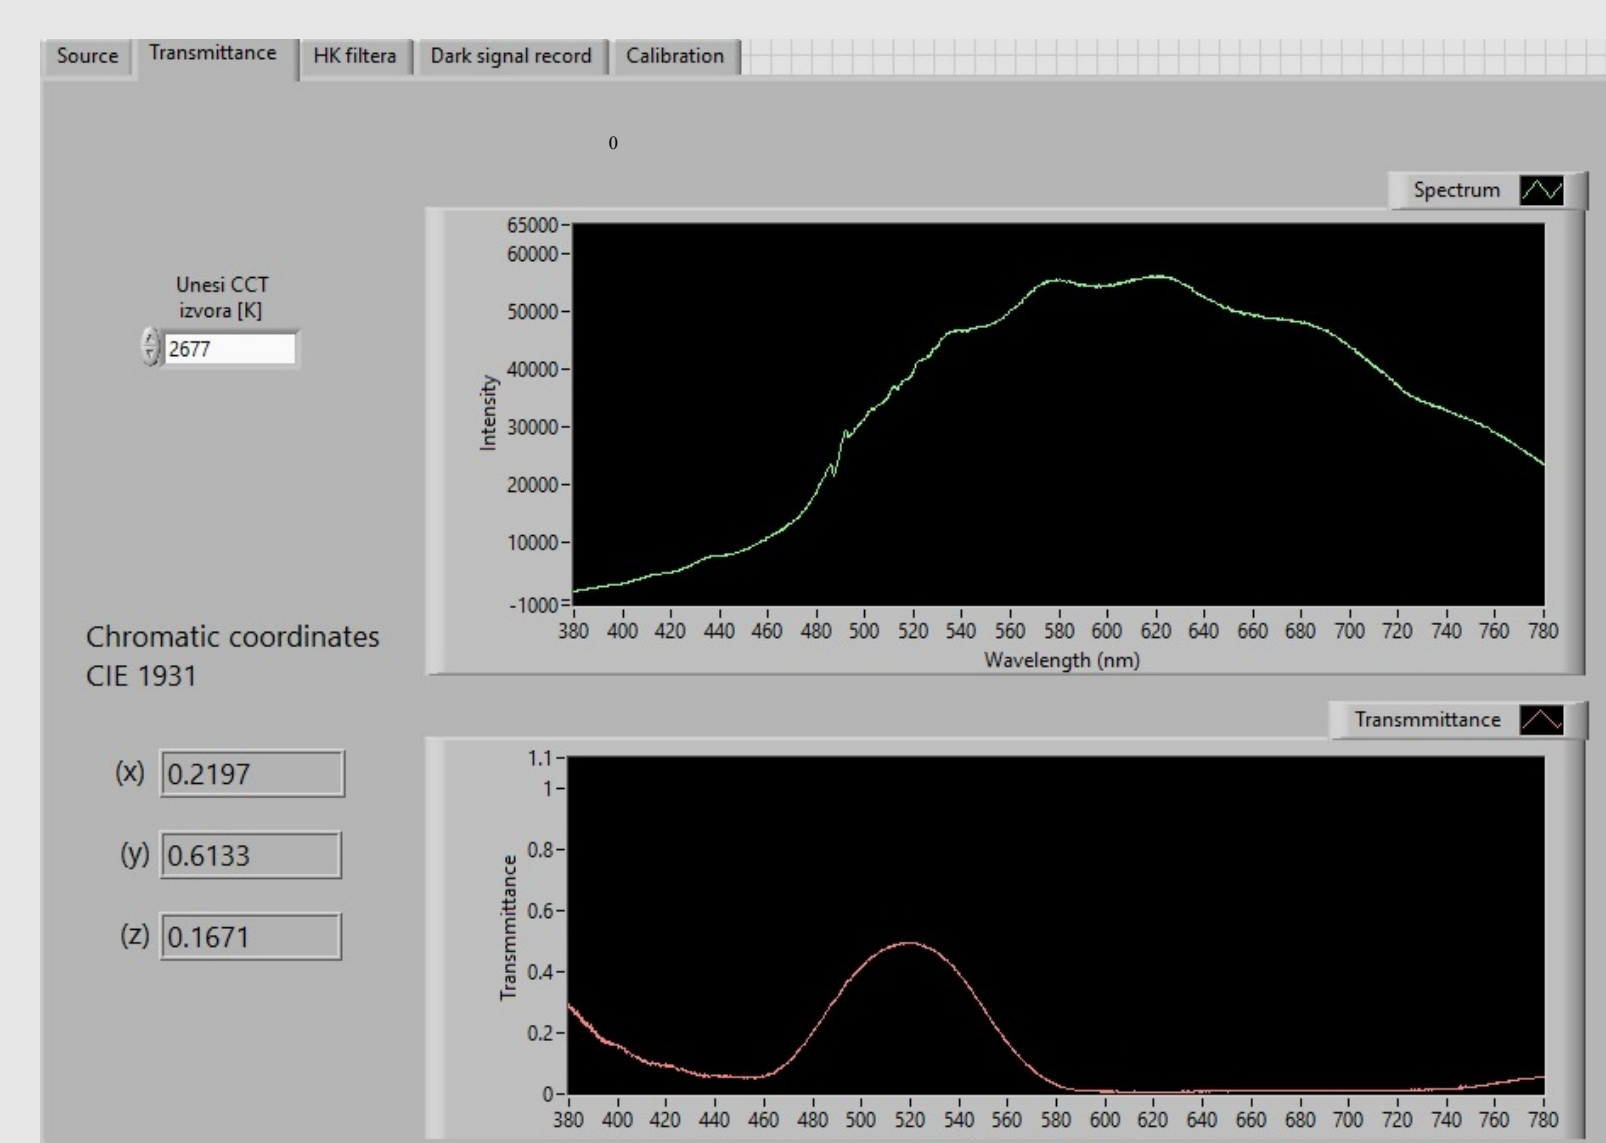 Source Transmittance HK filtera Dark signal record Calibration
0
Spectrum
Unesi CCT
izvora [K]
2677
65000
60000
50000
40000
30000
20000
10000
-1000
Intensity
380 400 420 440 460 480 500 520 540 560 580 600 620 640 660 680 700 720 740 760 780
Wavelength (nm)
Chromatic coordinates
CIE 1931
(x) 0.2197
(y) 0.6133
(z) 0.1671
Transmmittance
1.1
1
0.8
0.6
0.4
0.2
0
Transmmittance
380 400 420 440 460 480 500 520 540 560 580 600 620 640 660 680 700 720 740 760 780